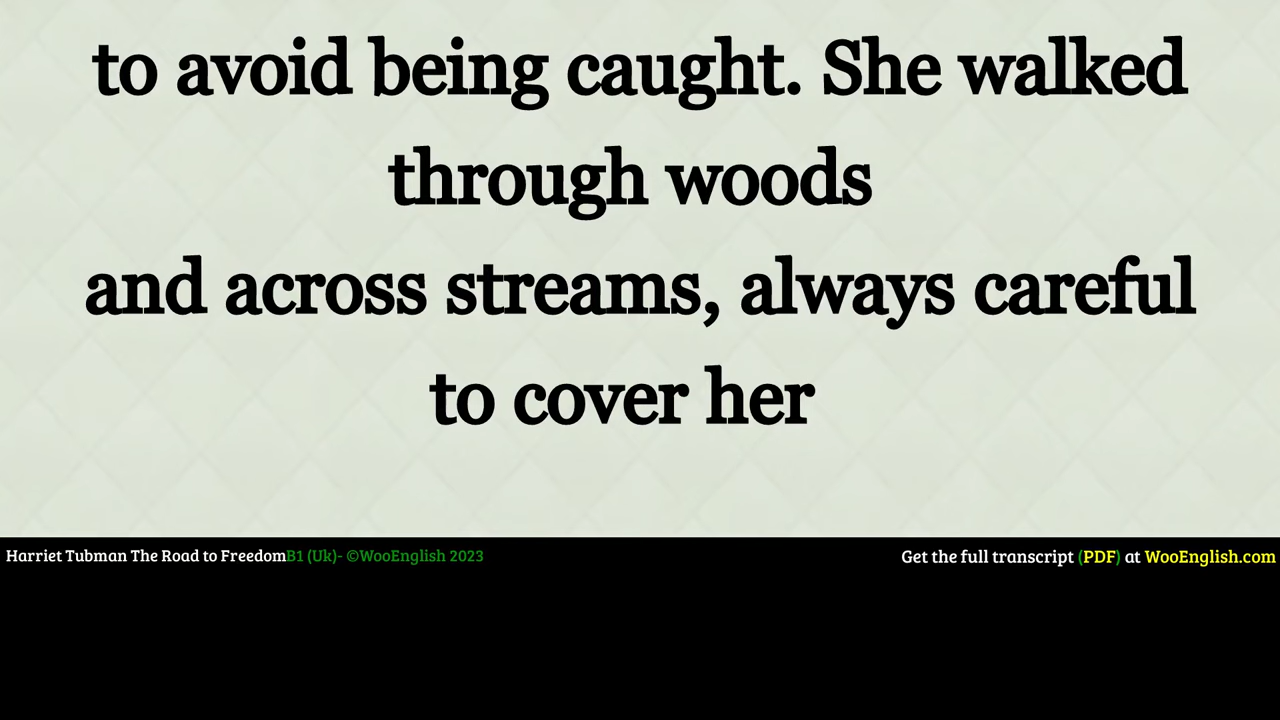 to avoid being caught. She walked
through woods
and across streams, always careful
to cover her
Harriet Tubman The Road to FreedomB1 (Uk)- ©WooEnglish 2023
Get the full transcript (PDF) at WooEnglish.com